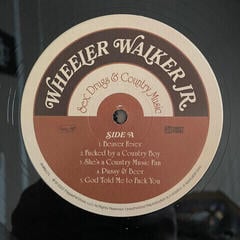 WHEELER WALKER JR.
Sex, Drugs & Country Music
SIDE A
1. Beaver Fever
2. Fucked by a Country Boy
3. She's a Country Music Fan
4. Pussy & Beer
5. God Told Me to Fuck You